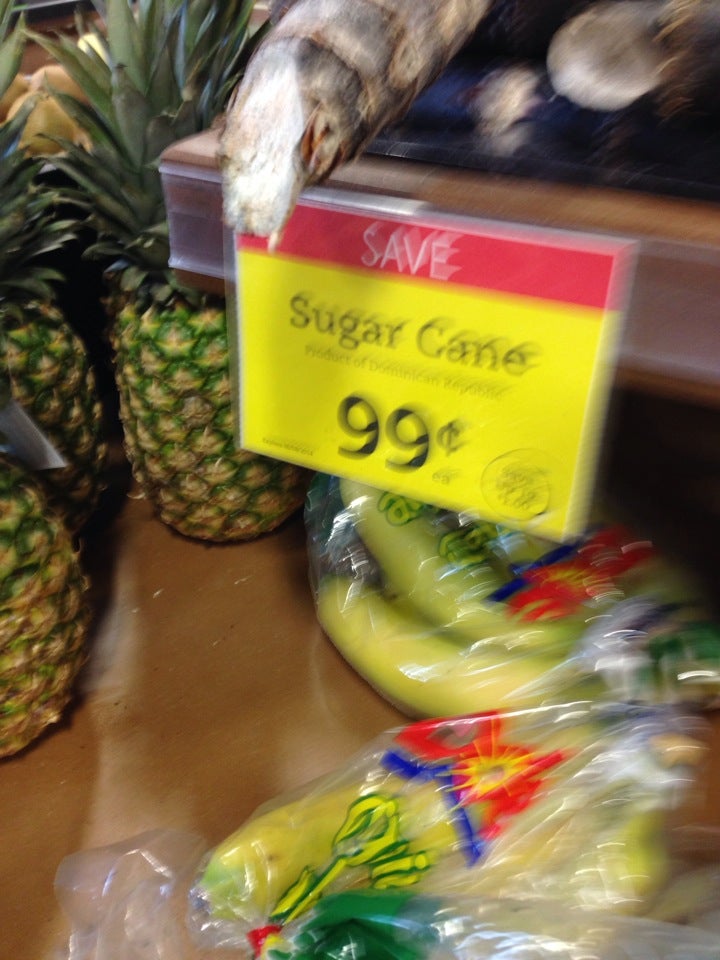 SAVE
Sugar Cane
Product of Dominican Republic
99¢
ea